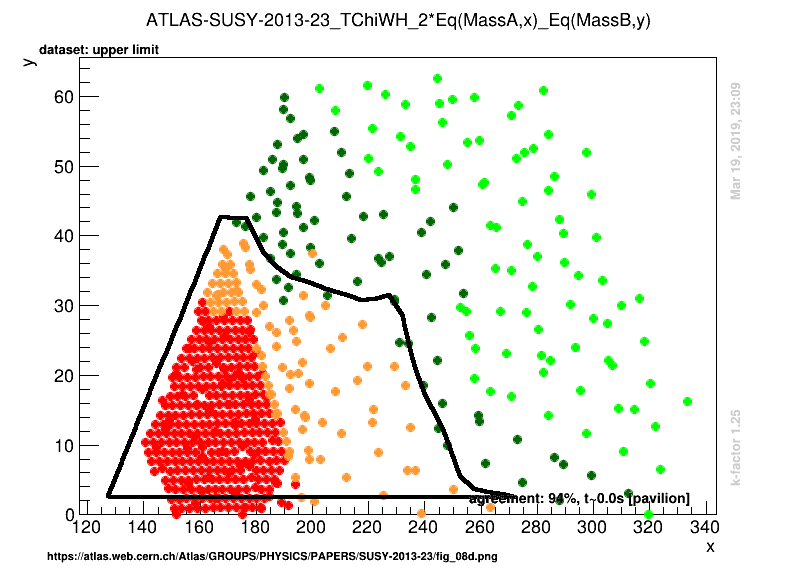 ATLAS-SUSY-2013-23_TChiWH_2*Eq(MassA,x)_Eq(MassB,y)
dataset: upper limit
y
60
50
40
30
20
10
0
Mar 19, 2019, 23:09
k-factor 1.25
agreement: 94%, t~0.0s [pavilion]
120 140 160 180 200 220 240 260 280 300 320 340
x
https://atlas.web.cern.ch/Atlas/GROUPS/PHYSICS/PAPERS/SUSY-2013-23/fig_08d.png